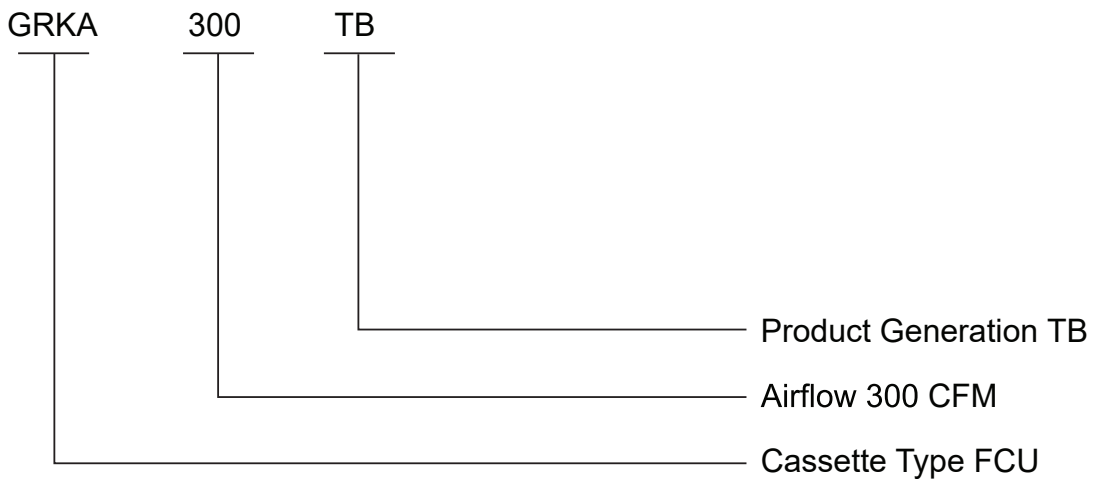 GRKA 300 TB
Product Generation TB
Airflow 300 CFM
Cassette Type FCU